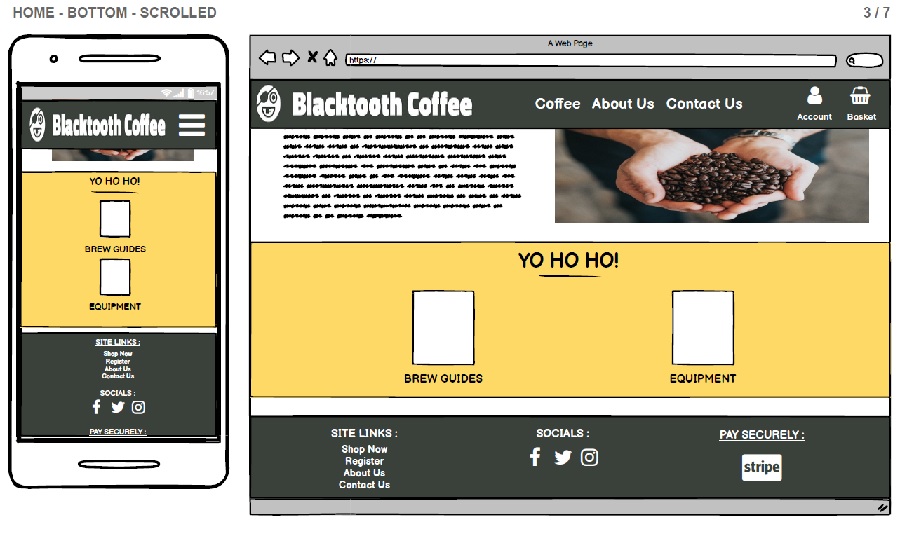 HOME - BOTTOM - SCROLLED
3 / 7
Blacktooth Coffee
YO HO HO!
BREW GUIDES
EQUIPMENT
SITE LINKS :
Shop Now
Register
About Us
Contact Us
SOCIALS :
PAY SECURELY :
A Web Page
https://
Blacktooth Coffee
Coffee About Us Contact Us
Account Basket
YO HO HO!
BREW GUIDES EQUIPMENT
SITE LINKS :
Shop Now
Register
About Us
Contact Us
SOCIALS :
PAY SECURELY :
stripe